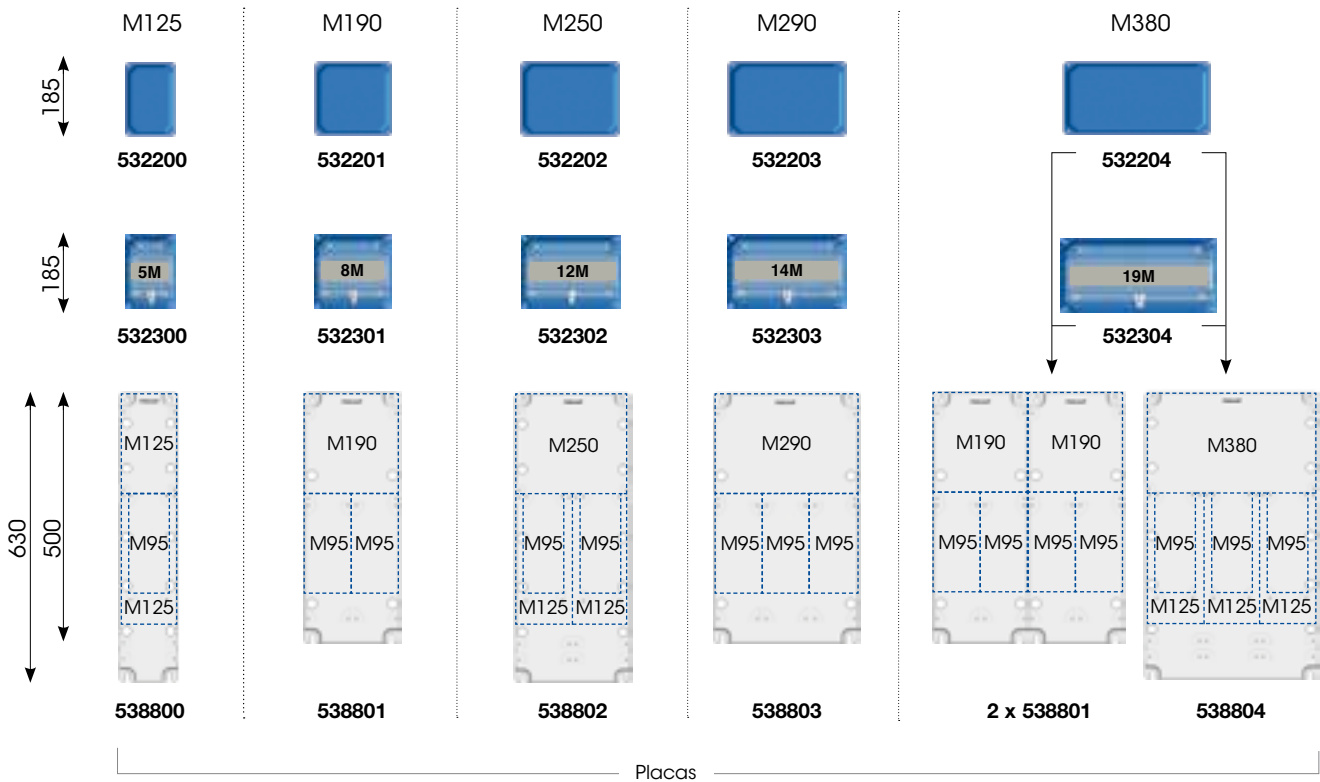 M125 M190 M250 M290 M380
185
532200 532201 532202 532203 532204
185
5M 8M 12M 14M 19M
532300 532301 532302 532303 532304
630
500
M125 M190 M250 M290 M190 M190 M380
M95 M95 M95 M95 M95 M95 M95 M95 M95 M95 M95 M95 M95 M95 M95
M125 M125 M125 M125 M125 M125
538800 538801 538802 538803 2 x 538801 538804
Placas